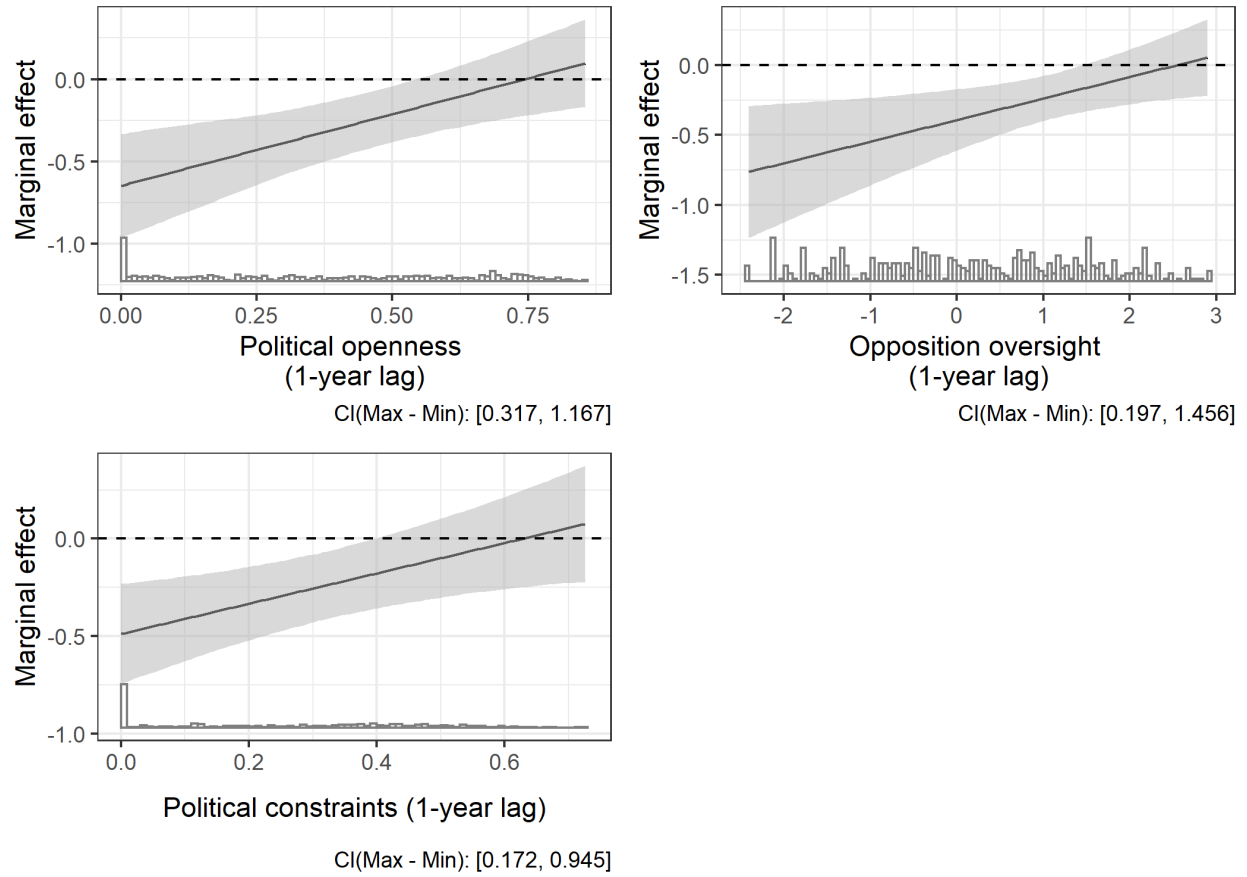 Marginal effect
0.0
-0.5
-1.0
0.00 0.25 0.50 0.75
Political openness
(1-year lag)
CI(Max - Min): [0.317, 1.167]
Marginal effect
0.0
-0.5
-1.0
-1.5
-2 -1 0 1 2 3
Opposition oversight
(1-year lag)
CI(Max - Min): [0.197, 1.456]
Marginal effect
0.0
-0.5
-1.0
0.0 0.2 0.4 0.6
Political constraints (1-year lag)
CI(Max - Min): [0.172, 0.945]